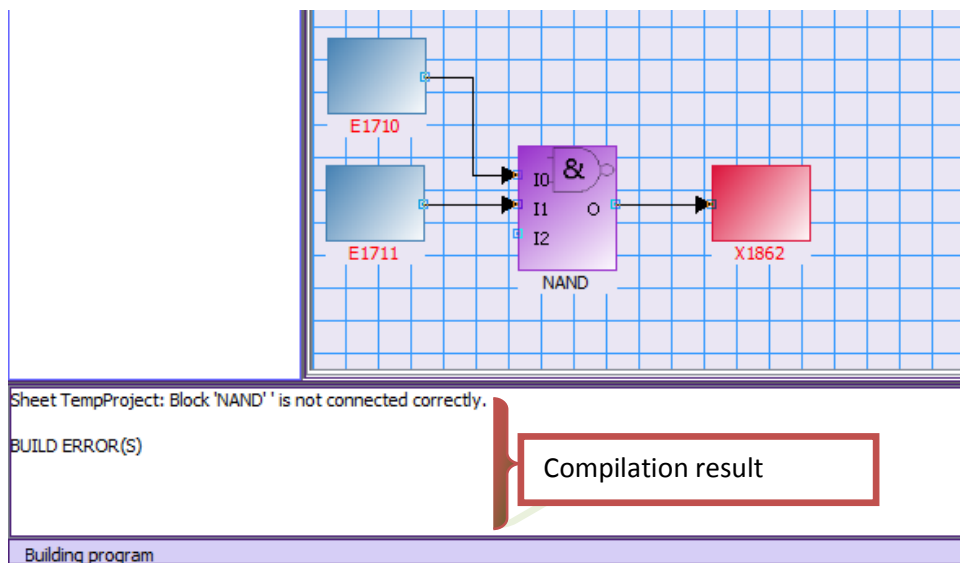 E1710
&
I0
I1
O
I2
E1711
X1862
NAND
Sheet TempProject: Block 'NAND' ' is not connected correctly.
BUILD ERROR(S)
Compilation result
Building program